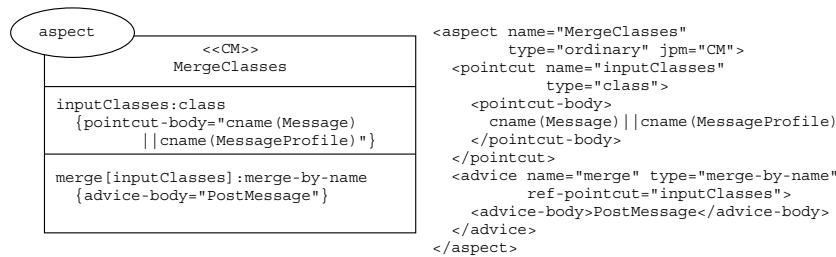 aspect
<<CM>>
MergeClasses
inputClasses:class
{pointcut-body="cname(Message)
||cname(MessageProfile)"}
merge[inputClasses]:merge-by-name
{advice-body="PostMessage"}
<aspect name="MergeClasses"
type="ordinary" jpm="CM">
<pointcut name="inputClasses"
type="class">
<pointcut-body>
cname(Message)||cname(MessageProfile)
</pointcut-body>
</pointcut>
<advice name="merge" type="merge-by-name"
ref-pointcut="inputClasses">
<advice-body>PostMessage</advice-body>
</advice>
</aspect>